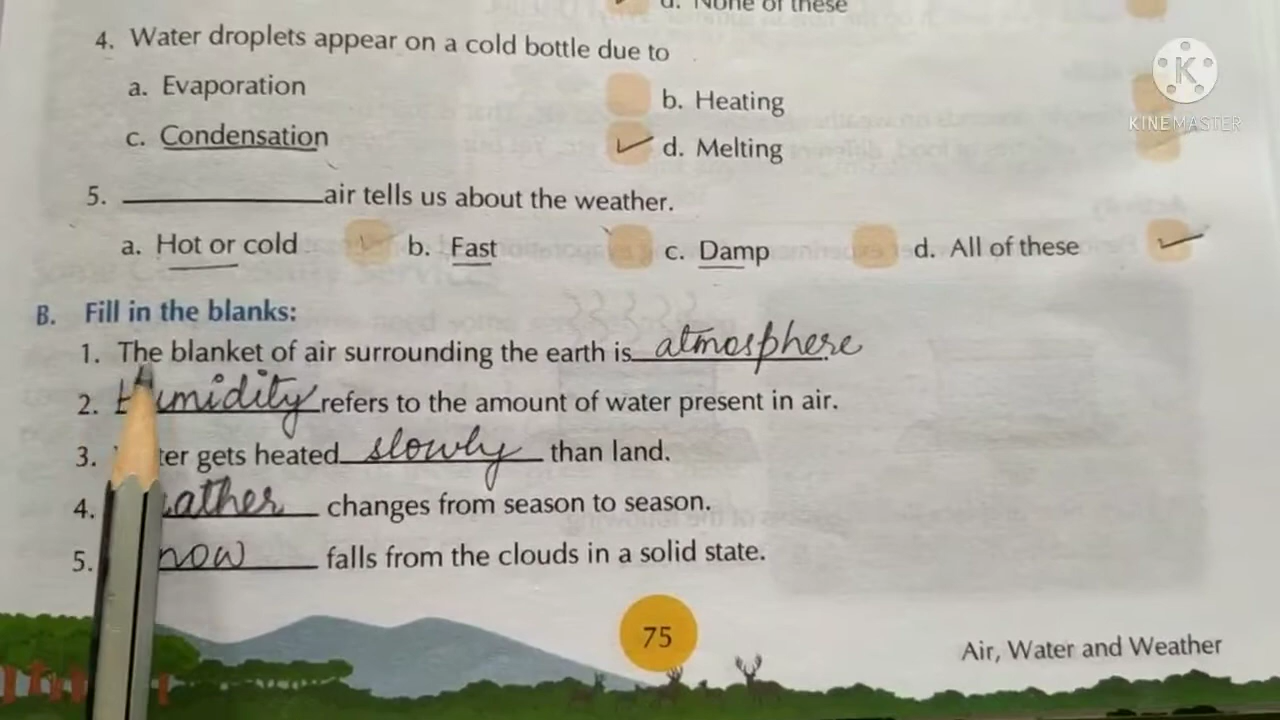 d. None of these
4. Water droplets appear on a cold bottle due to
a. Evaporation b. Heating
c. Condensation d. Melting
5. ____________ air tells us about the weather.
a. Hot or cold b. Fast c. Damp d. All of these
B. Fill in the blanks:
1. The blanket of air surrounding the earth is atmosphere.
2. Humidity refers to the amount of water present in air.
3. gets heated slowly than land.
4. changes from season to season.
5. falls from the clouds in a solid state.
75
Air, Water and Weather
K
KINEMASTER